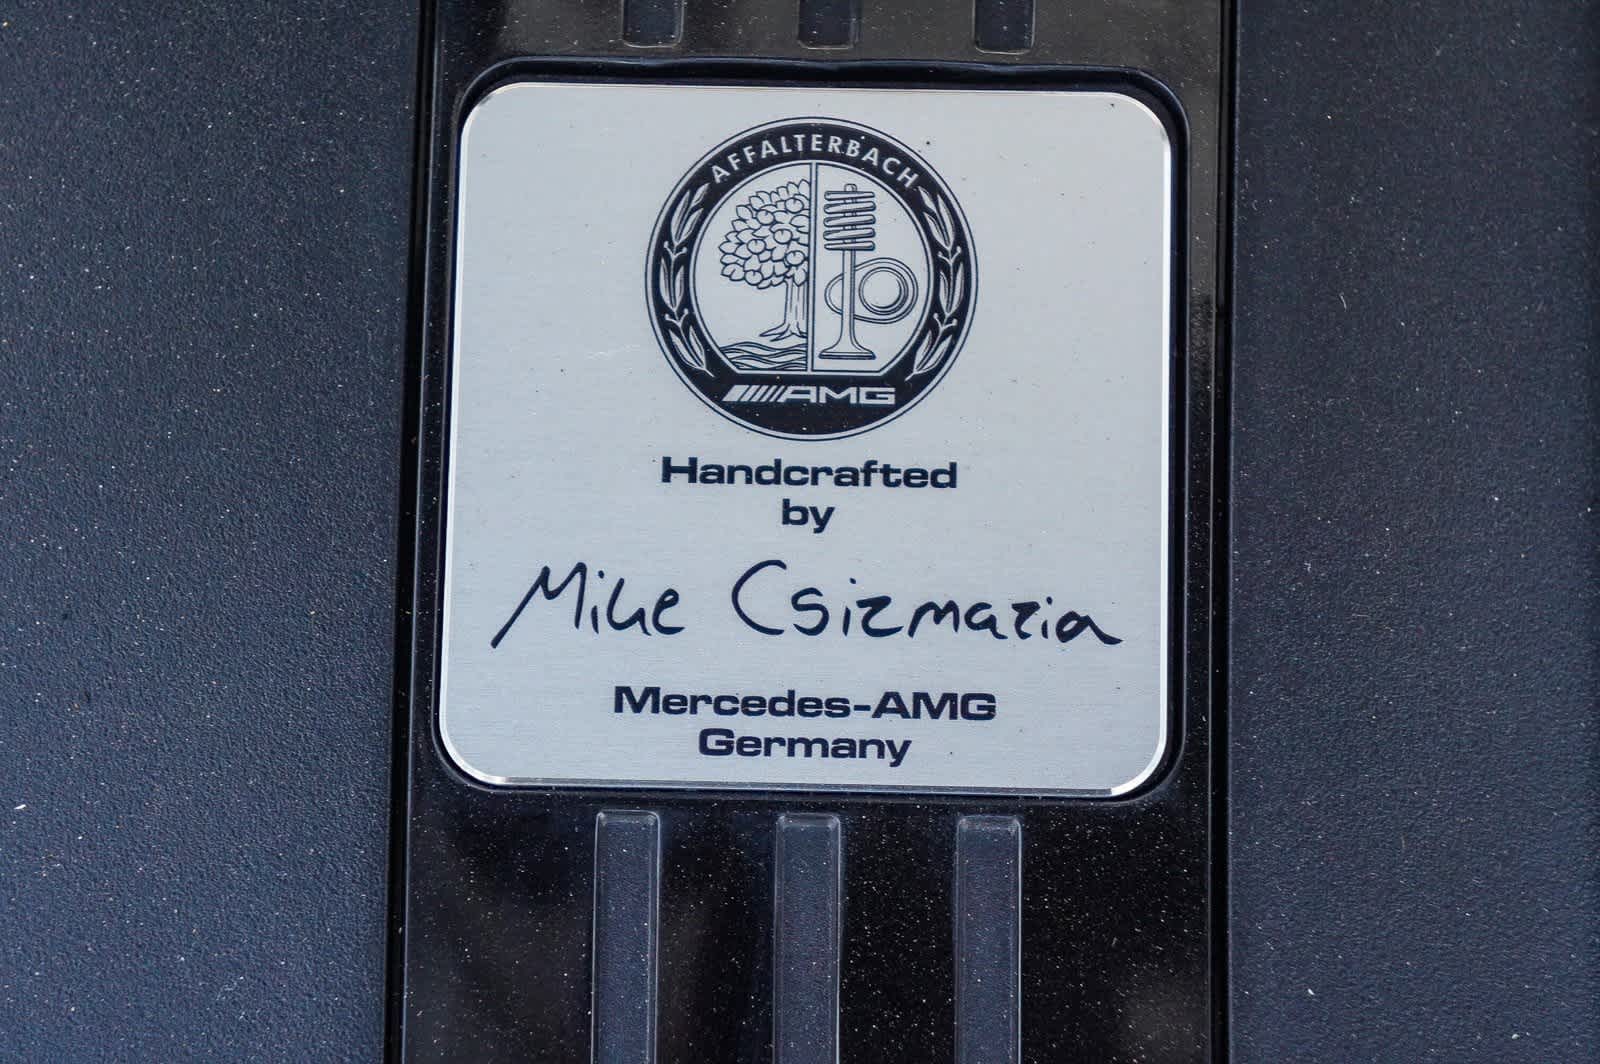 AFFALTERBACH
AMG
Handcrafted
by
Mike Csizmazia
Mercedes-AMG
Germany